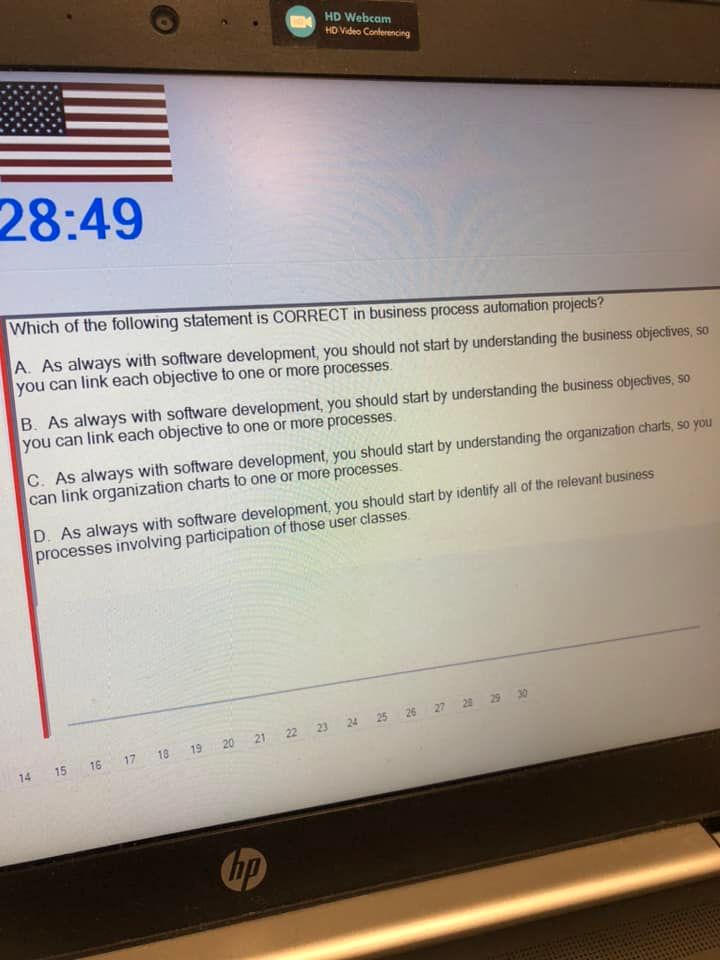 HD Webcam
HD Video Conferencing
28:49
Which of the following statement is CORRECT in business process automation projects?
A. As always with software development, you should not start by understanding the business objectives, so
you can link each objective to one or more processes.
B. As always with software development, you should start by understanding the business objectives, so
you can link each objective to one or more processes.
C. As always with software development, you should start by understanding the organization charts, so you
can link organization charts to one or more processes.
D. As always with software development, you should start by identify all of the relevant business
processes involving participation of those user classes.
14 15 16 17 18 19 20 21 22 23 24 25 26 27 28 29 30
hp